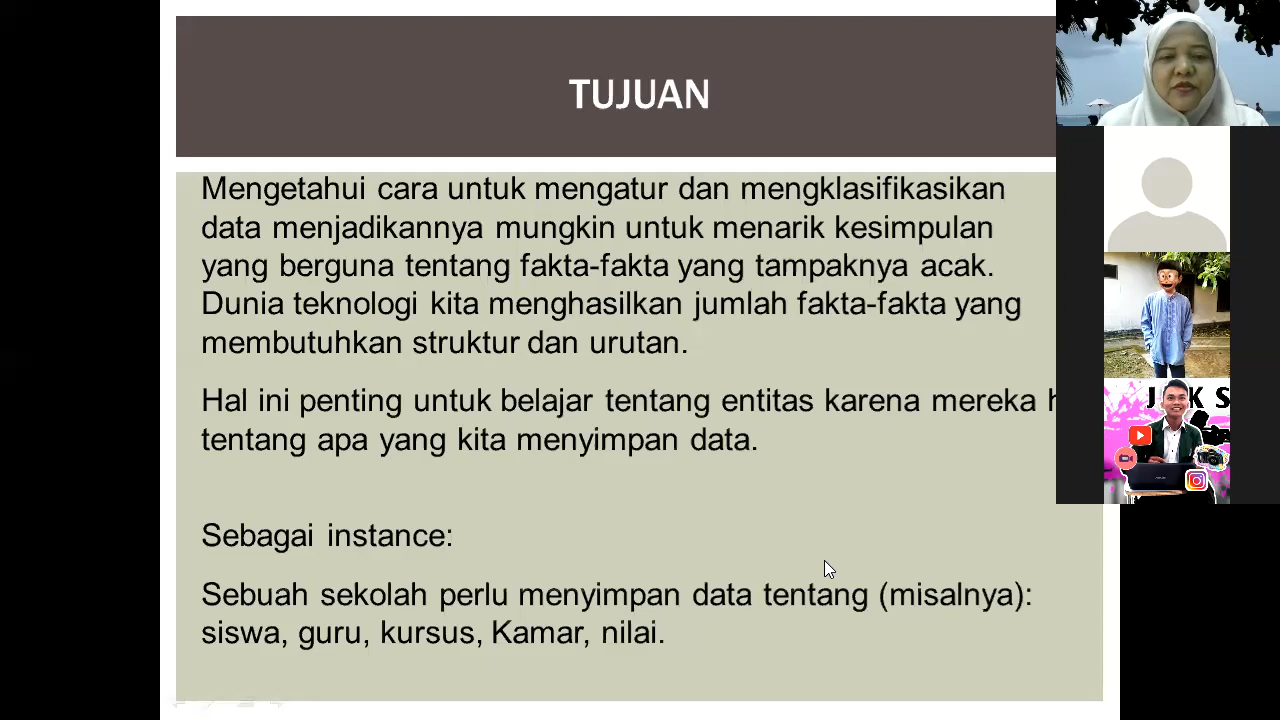 TUJUAN
Mengetahui cara untuk mengatur dan mengklasifikasikan
data menjadikannya mungkin untuk menarik kesimpulan
yang berguna tentang fakta-fakta yang tampaknya acak.
Dunia teknologi kita menghasilkan jumlah fakta-fakta yang
membutuhkan struktur dan urutan.
Hal ini penting untuk belajar tentang entitas karena mereka
tentang apa yang kita menyimpan data.
Sebagai instance:
Sebuah sekolah perlu menyimpan data tentang (misalnya):
siswa, guru, kursus, Kamar, nilai.